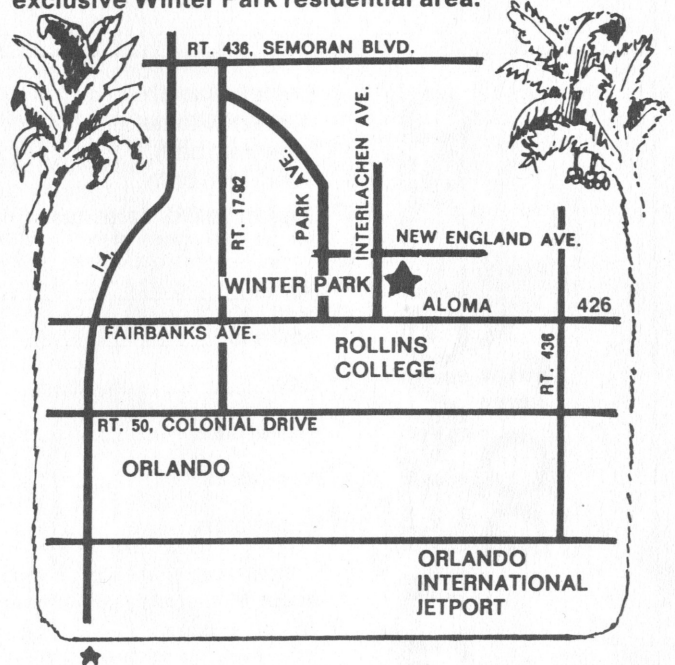 exclusive Winter Park residential area.
RT. 436, SEMORAN BLVD.
INTERLACHEN AVE.
PARK AVE.
RT. 17-92
NEW ENGLAND AVE.
I-4.
WINTER PARK
ALOMA
426
FAIRBANKS AVE.
ROLLINS
COLLEGE
RT. 436
RT. 50, COLONIAL DRIVE
ORLANDO
ORLANDO
INTERNATIONAL
JETPORT